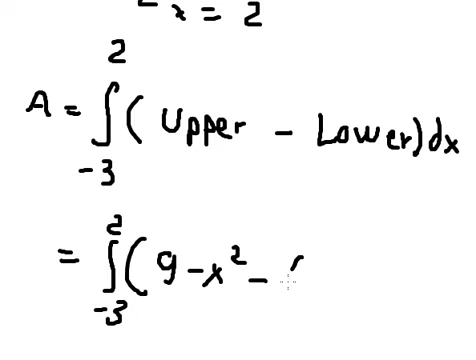 x = 2
A = ∫_{-3}^{2} ( Upper - Lower) dx
= ∫_{-3}^{2} ( 9 - x² - (